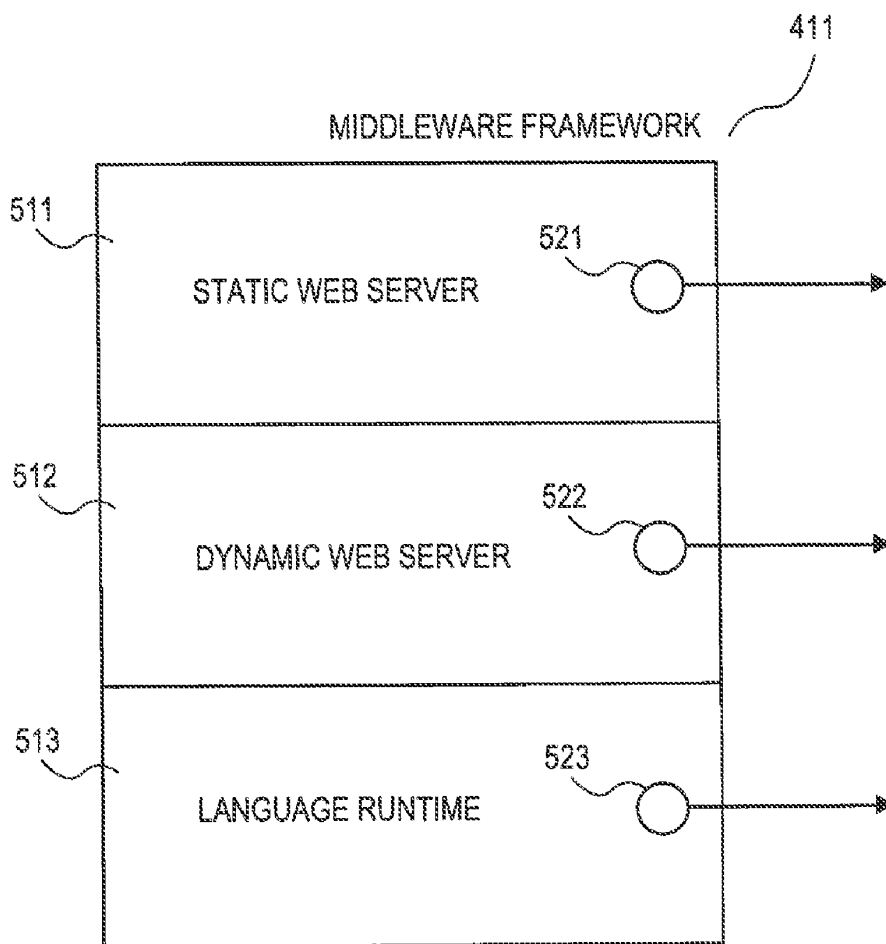 411
MIDDLEWARE FRAMEWORK
511
521
STATIC WEB SERVER
512
522
DYNAMIC WEB SERVER
513
523
LANGUAGE RUNTIME